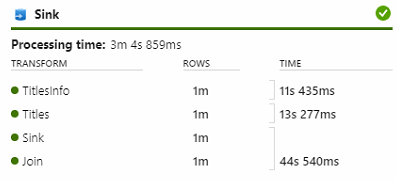 Sink
Processing time: 3m 4s 859ms
TRANSFORM ROWS TIME
TitlesInfo 1m 11s 435ms
Titles 1m 13s 277ms
Sink 1m
Join 1m 44s 540ms